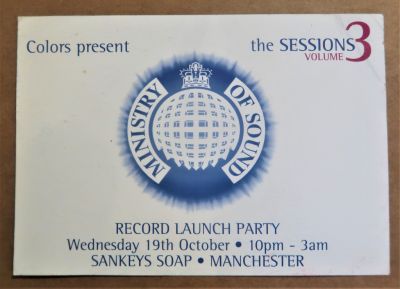 Colors present
the SESSIONS 3
VOLUME
MINISTRY OF SOUND
RECORD LAUNCH PARTY
Wednesday 19th October • 10pm - 3am
SANKEYS SOAP • MANCHESTER